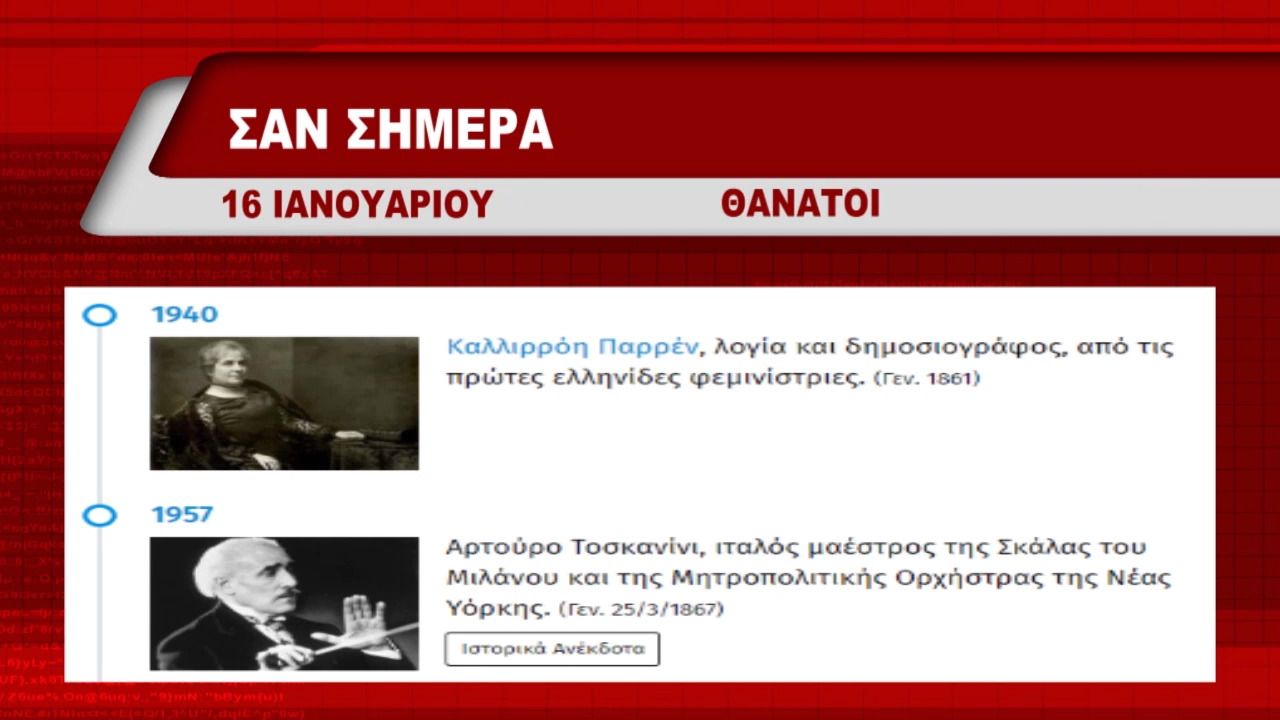 ΣΑΝ ΣΗΜΕΡΑ
16 ΙΑΝΟΥΑΡΙΟΥ ΘΑΝΑΤΟΙ
1940
Καλλιρρόη Παρρέν, λογία και δημοσιογράφος, από τις
πρώτες ελληνίδες φεμινίστριες. (Γεν. 1861)
1957
Αρτούρο Τοσκανίνι, ιταλός μαέστρος της Σκάλας του
Μιλάνου και της Μητροπολιτικής Ορχήστρας της Νέας
Υόρκης. (Γεν. 25/3/1867)
Ιστορικά Ανέκδοτα